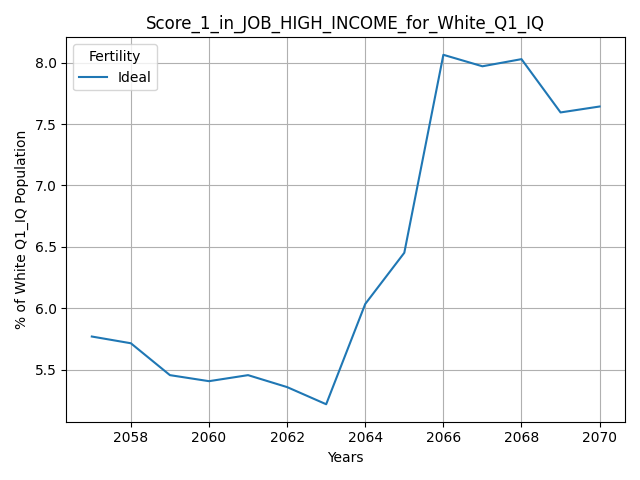 Score_1_in_JOB_HIGH_INCOME_for_White_Q1_IQ
Fertility
Ideal
% of White Q1_IQ Population
8.0
7.5
7.0
6.5
6.0
5.5
2058 2060 2062 2064 2066 2068 2070
Years